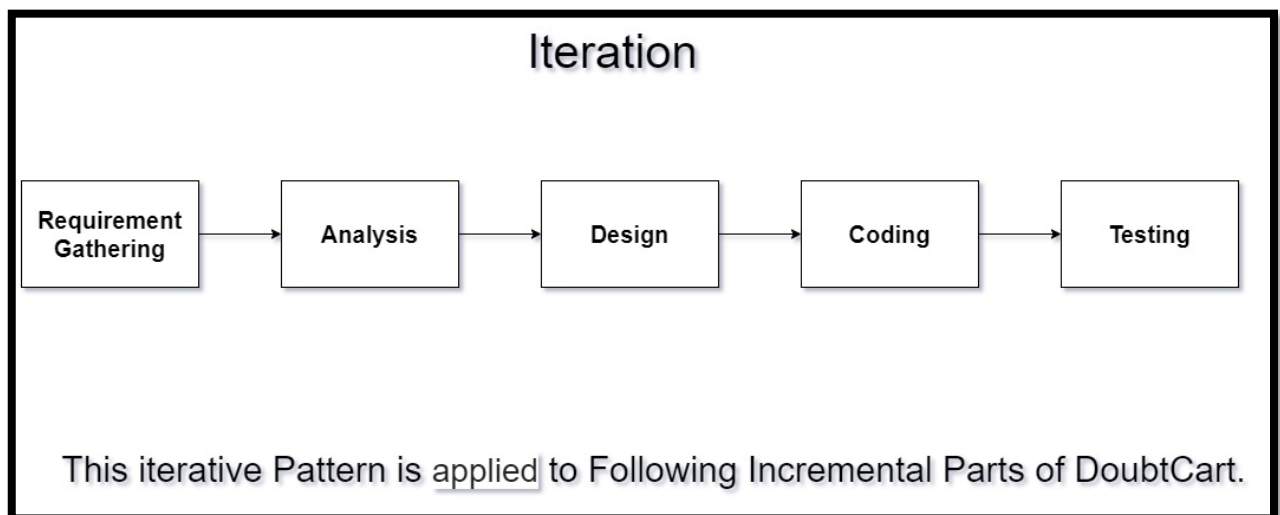 Iteration
Requirement
Gathering
Analysis
Design
Coding
Testing
This iterative Pattern is applied to Following Incremental Parts of DoubtCart.